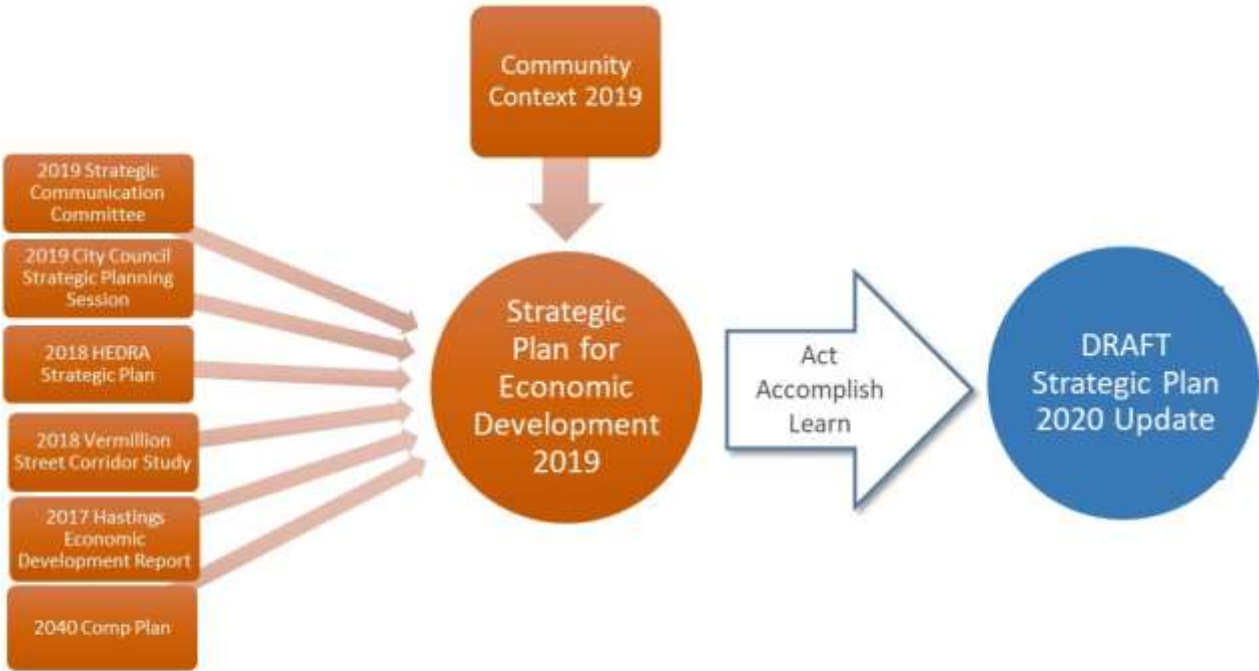 Community
Context 2019
2019 Strategic
Communication
Committee
2019 City Council
Strategic Planning
Session
2018 HEDRA
Strategic Plan
2018 Vermillion
Street Corridor Study
2017 Hastings
Economic
Development Report
2040 Comp Plan
Strategic
Plan for
Economic
Development
2019
Act
Accomplish
Learn
DRAFT
Strategic Plan
2020 Update